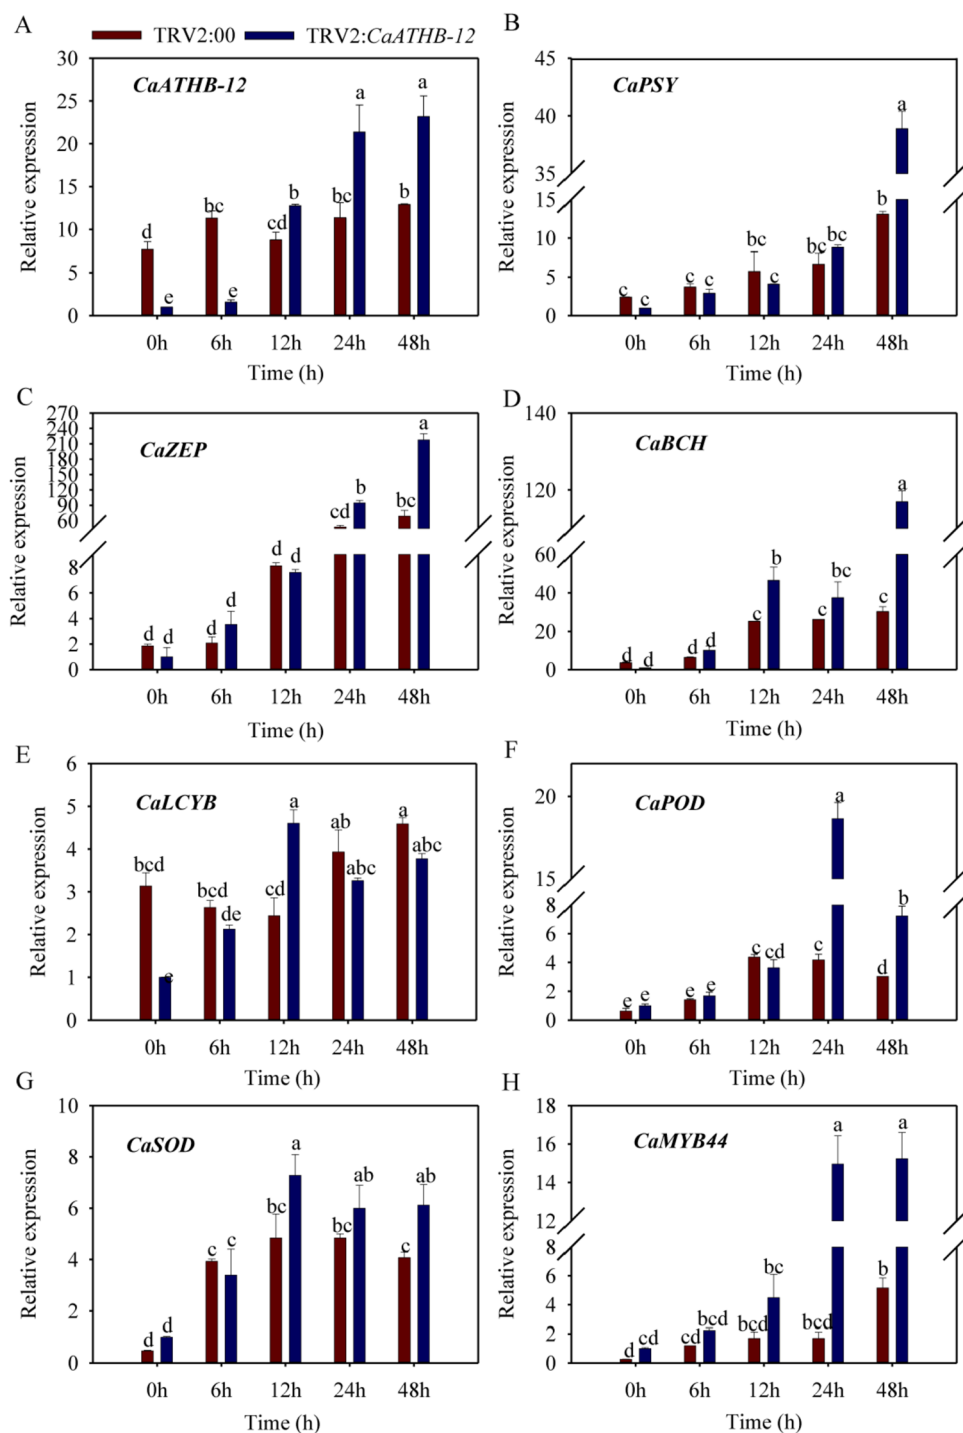 A TRV2:00 TRV2:CaATHB-12 B
CaATHB-12
Relative expression
30
25
20
15
10
5
0
d e bc e cd b bc a b a
0h 6h 12h 24h 48h
Time (h)
CaPSY
Relative expression
45
40
35
15
10
5
0
c c c c bc c bc bc b a
0h 6h 12h 24h 48h
Time (h)
C
CaZEP
Relative expression
270
240
210
180
150
120
90
60
8
6
4
2
0
d d d d d d cd b bc a
0h 6h 12h 24h 48h
Time (h)
D
CaBCH
Relative expression
140
120
60
40
20
0
d d d d c b c bc c a
0h 6h 12h 24h 48h
Time (h)
E
CaLCYB
Relative expression
6
5
4
3
2
1
0
bcd e bcd de cd a ab abc a abc
0h 6h 12h 24h 48h
Time (h)
F
CaPOD
Relative expression
20
15
8
6
4
2
0
e e e e c cd c a d b
0h 6h 12h 24h 48h
Time (h)
G
CaSOD
Relative expression
10
8
6
4
2
0
d d c c bc a bc ab c ab
0h 6h 12h 24h 48h
Time (h)
H
CaMYB44
Relative expression
18
16
14
12
8
6
4
2
0
d cd cd bcd bcd bc bcd a b a
0h 6h 12h 24h 48h
Time (h)